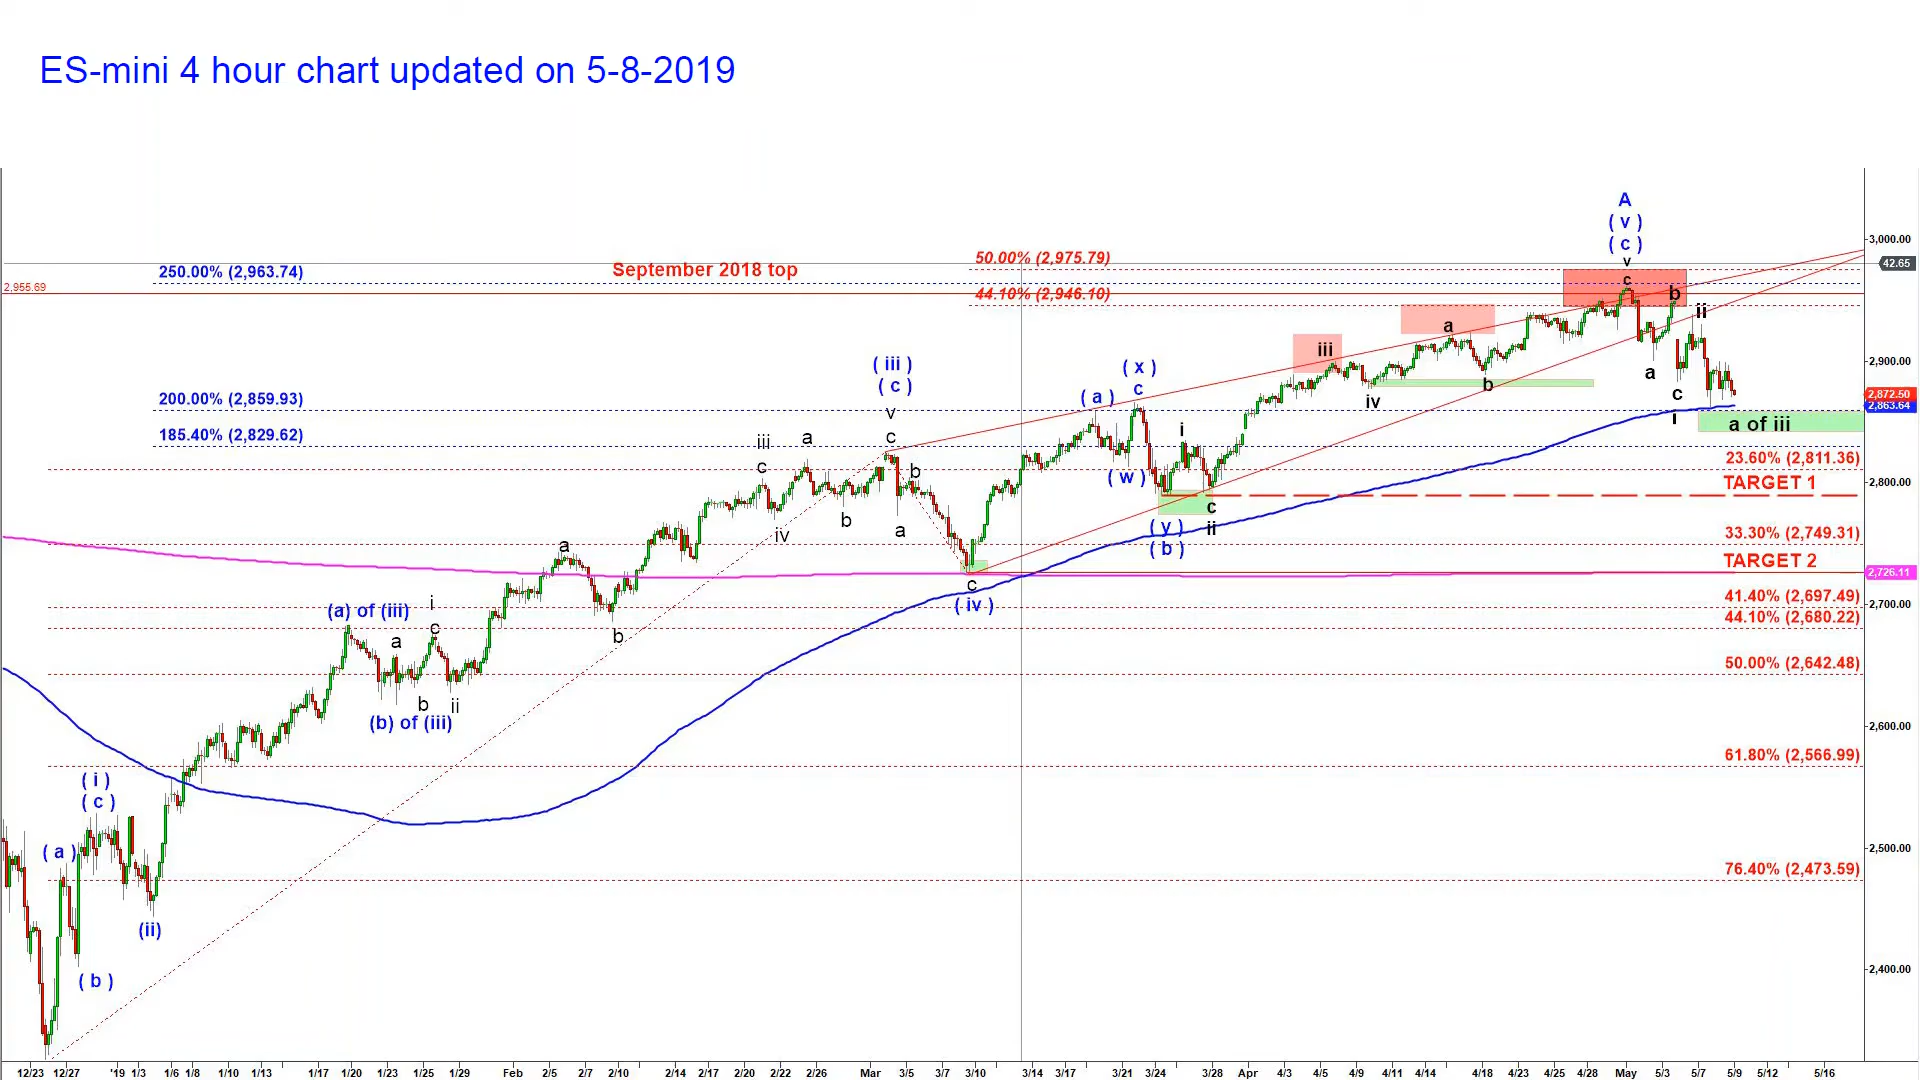 ES-mini 4 hour chart updated on 5-8-2019
A
( v )
( c )
v
c
3,000.00
42.65
250.00% (2,963.74)
September 2018 top
50.00% (2,975.79)
2,955.69
44.10% (2,946.10)
b
ii
iii
a
2,900.00
( iii )
( c )
v
c
( x )
c
( a )
b
iv
a
c
i
2,872.50
2,863.64
200.00% (2,859.93)
185.40% (2,829.62)
a of iii
iii
c
a
b
i
( w )
23.60% (2,811.36)
TARGET 1
2,800.00
iv
b
a
c
ii
( y )
( b )
33.30% (2,749.31)
TARGET 2
2,726.11
a
c
( iv )
41.40% (2,697.49)
2,700.00
44.10% (2,680.22)
(a) of (iii)
i
c
a
b
b
ii
(b) of (iii)
50.00% (2,642.48)
2,600.00
61.80% (2,566.99)
( i )
( c )
( a )
2,500.00
76.40% (2,473.59)
(ii)
( b )
2,400.00
12/23 12/27 '19 1/3 1/6 1/8 1/10 1/13 1/17 1/20 1/23 1/25 1/29 Feb 2/5 2/7 2/10 2/14 2/17 2/20 2/22 2/26 Mar 3/5 3/7 3/10 3/14 3/17 3/21 3/24 3/28 Apr 4/3 4/5 4/9 4/11 4/14 4/18 4/23 4/25 4/28 May 5/3 5/7 5/9 5/12 5/16